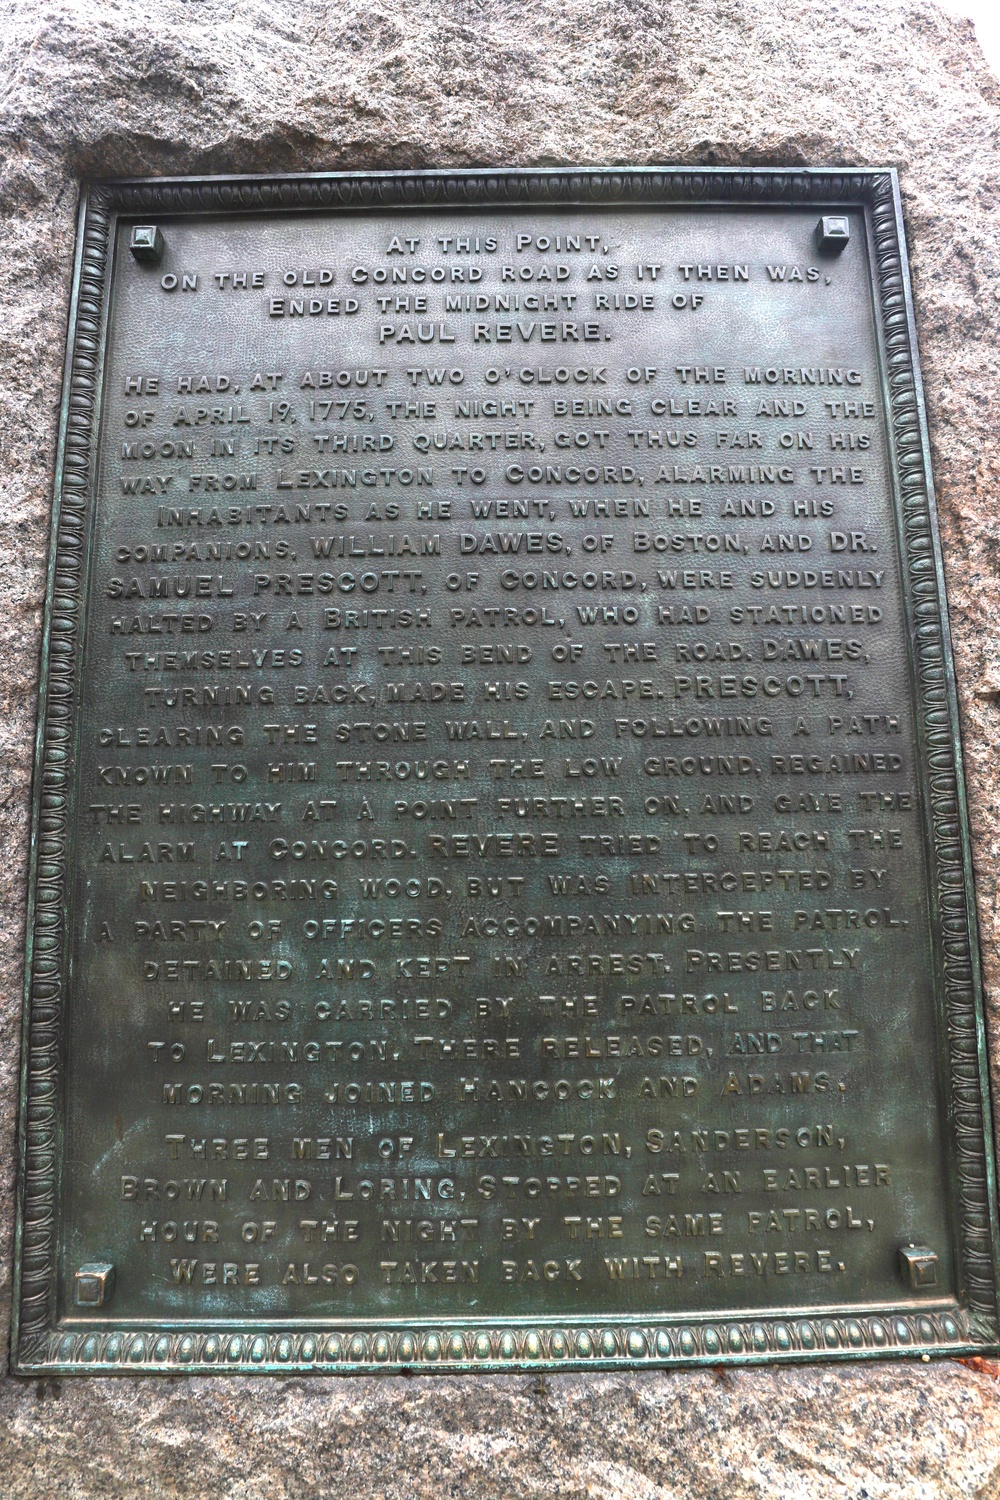 AT THIS POINT,
ON THE OLD CONCORD ROAD AS IT THEN WAS,
ENDED THE MIDNIGHT RIDE OF
PAUL REVERE.
HE HAD, AT ABOUT TWO O'CLOCK OF THE MORNING
OF APRIL 19, 1775, THE NIGHT BEING CLEAR AND THE
MOON IN ITS THIRD QUARTER, GOT THUS FAR ON HIS
WAY FROM LEXINGTON TO CONCORD, ALARMING THE
INHABITANTS AS HE WENT, WHEN HE AND HIS
COMPANIONS, WILLIAM DAWES, OF BOSTON, AND DR.
SAMUEL PRESCOTT, OF CONCORD, WERE SUDDENLY
HALTED BY A BRITISH PATROL, WHO HAD STATIONED
THEMSELVES AT THIS BEND OF THE ROAD. DAWES,
TURNING BACK, MADE HIS ESCAPE. PRESCOTT,
CLEARING THE STONE WALL, AND FOLLOWING A PATH
KNOWN TO HIM THROUGH THE LOW GROUND, REGAINED
THE HIGHWAY AT A POINT FURTHER ON, AND GAVE THE
ALARM AT CONCORD. REVERE TRIED TO REACH THE
NEIGHBORING WOOD, BUT WAS INTERCEPTED BY
A PARTY OF OFFICERS ACCOMPANYING THE PATROL,
DETAINED AND KEPT IN ARREST. PRESENTLY
HE WAS CARRIED BY THE PATROL BACK
TO LEXINGTON. THERE RELEASED, AND THAT
MORNING JOINED HANCOCK AND ADAMS.
THREE MEN OF LEXINGTON, SANDERSON,
BROWN AND LORING, STOPPED AT AN EARLIER
HOUR OF THE NIGHT BY THE SAME PATROL,
WERE ALSO TAKEN BACK WITH REVERE.